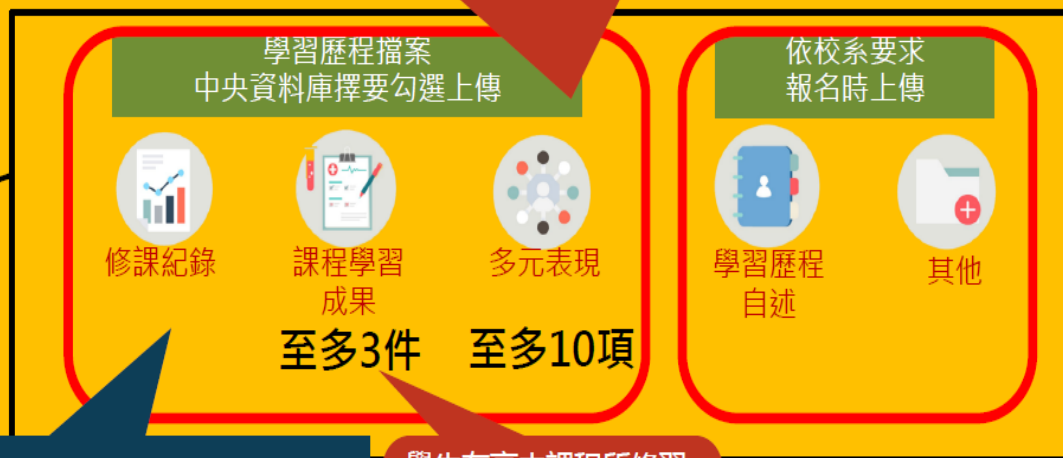 學習歷程檔案
中央資料庫擇要勾選上傳
依校系要求
報名時上傳
修課紀錄
課程學習
成果
多元表現
學習歷程
自述
其他
至多3件
至多10項